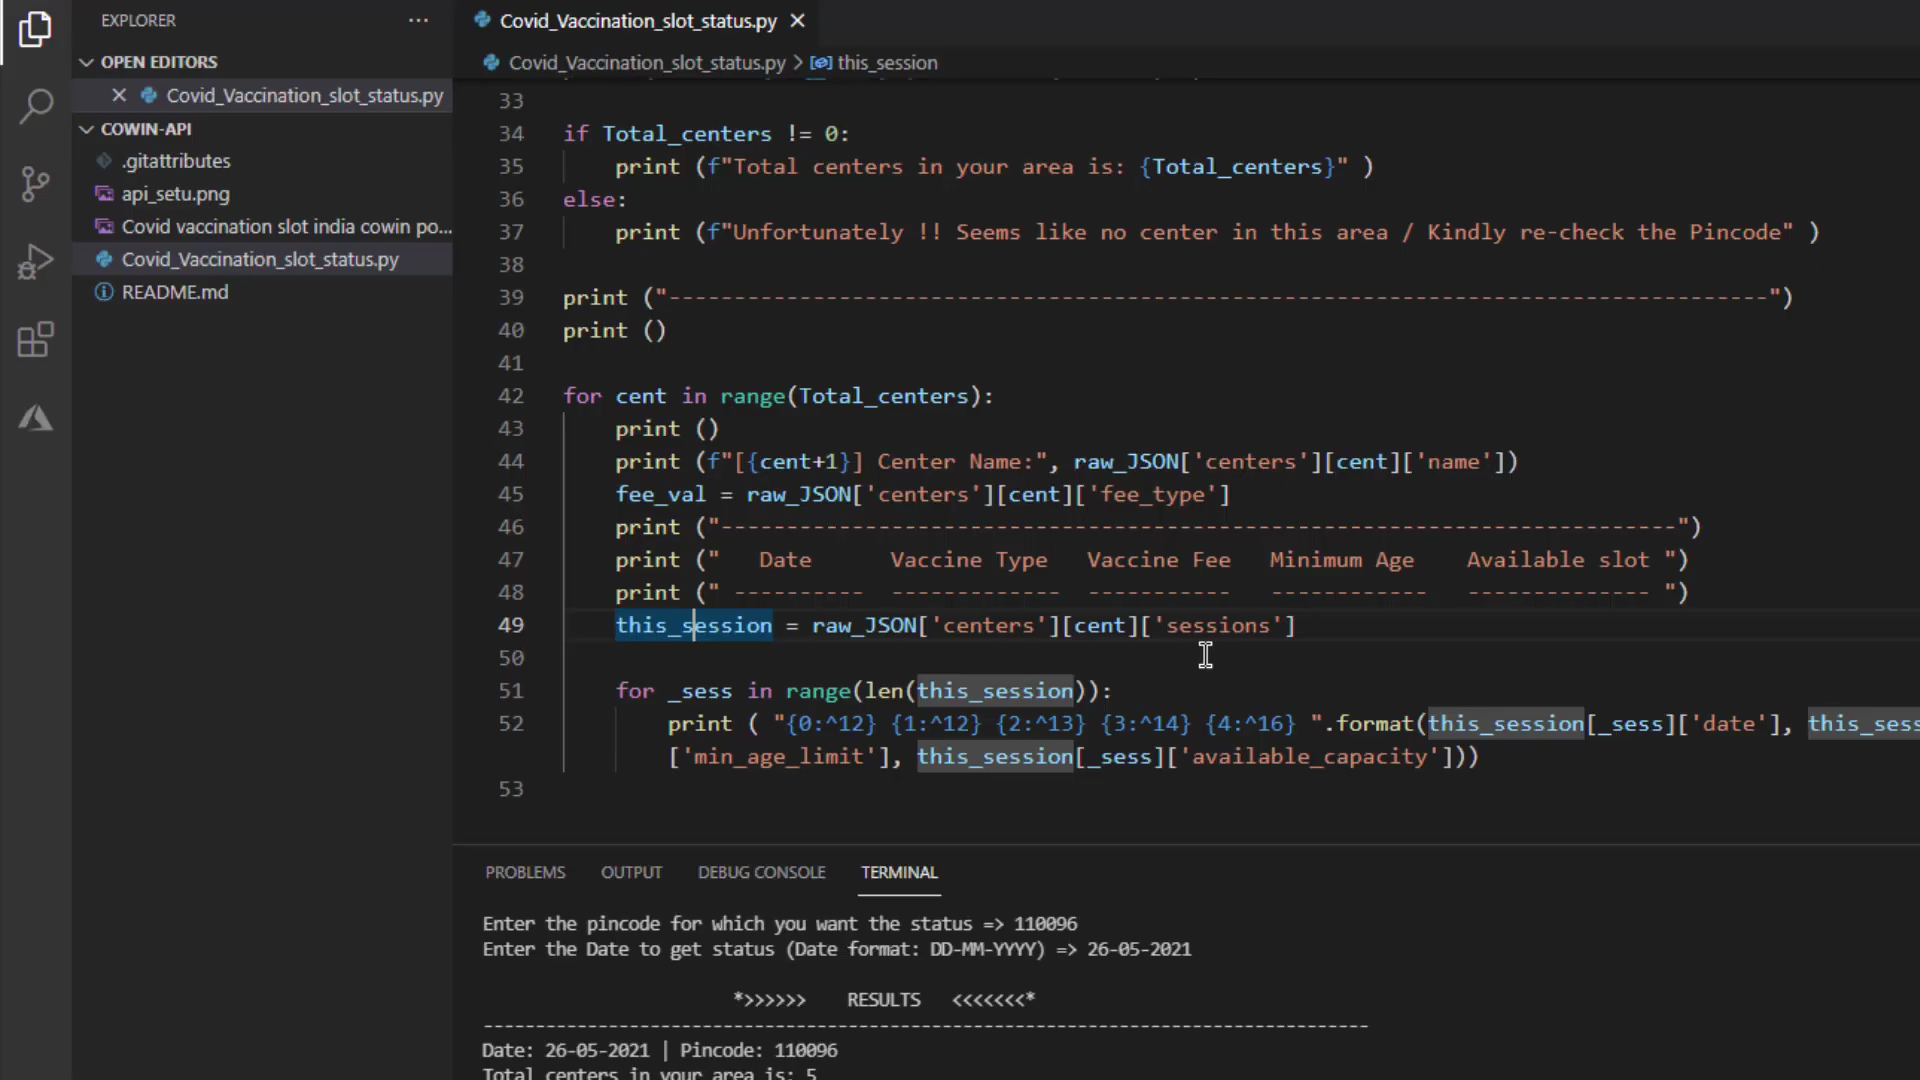 EXPLORER
OPEN EDITORS
Covid_Vaccination_slot_status.py
COWIN-API
.gitattributes
api_setu.png
Covid vaccination slot india cowin po...
Covid_Vaccination_slot_status.py
README.md
Covid_Vaccination_slot_status.py
Covid_Vaccination_slot_status.py > this_session
33
34 if Total_centers != 0:
35     print (f"Total centers in your area is: {Total_centers}" )
36 else:
37     print (f"Unfortunately !! Seems like no center in this area / Kindly re-check the Pincode" )
38
39 print ("------------------------------------------------------------------------------------")
40 print ()
41
42 for cent in range(Total_centers):
43     print ()
44     print (f"[{cent+1}] Center Name:", raw_JSON['centers'][cent]['name'])
45     fee_val = raw_JSON['centers'][cent]['fee_type']
46     print ("-------------------------------------------------------------------------")
47     print ("   Date      Vaccine Type   Vaccine Fee   Minimum Age    Available slot ")
48     print (" ----------  -------------  -----------   ------------   -------------- ")
49     this_session = raw_JSON['centers'][cent]['sessions']
50
51     for _sess in range(len(this_session)):
52         print ( "{0:^12} {1:^12} {2:^13} {3:^14} {4:^16} ".format(this_session[_sess]['date'], this_sess
['min_age_limit'], this_session[_sess]['available_capacity']))
53
PROBLEMS OUTPUT DEBUG CONSOLE TERMINAL
Enter the pincode for which you want the status => 110096
Enter the Date to get status (Date format: DD-MM-YYYY) => 26-05-2021
*>>>>>>    RESULTS   <<<<<<<*
-------------------------------------------------------------------------------------
Date: 26-05-2021 | Pincode: 110096
Total centers in your area is: 5